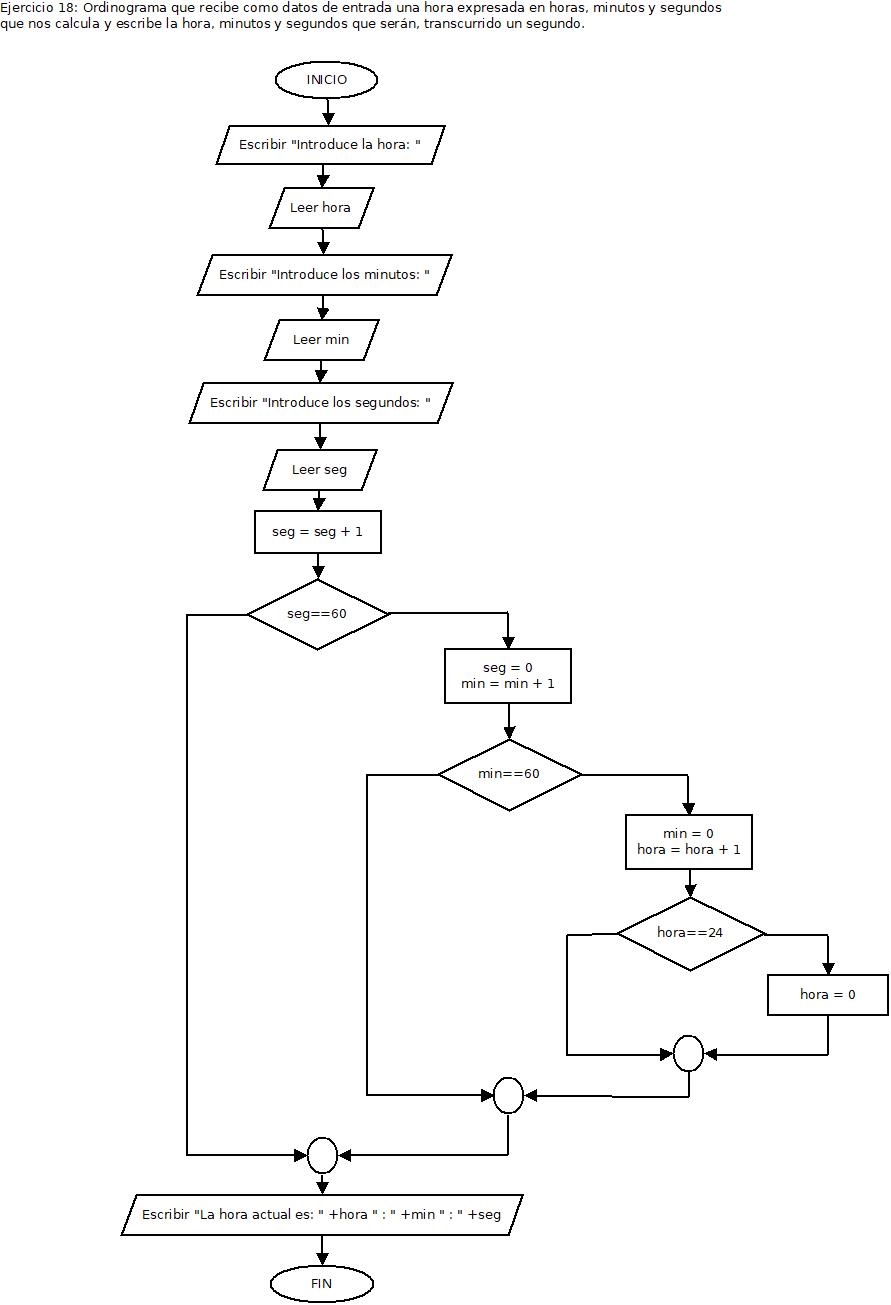 Ejercicio 18: Ordinograma que recibe como datos de entrada una hora expresada en horas, minutos y segundos
que nos calcula y escribe la hora, minutos y segundos que serán, transcurrido un segundo.
INICIO
Escribir "Introduce la hora: "
Leer hora
Escribir "Introduce los minutos: "
Leer min
Escribir "Introduce los segundos: "
Leer seg
seg = seg + 1
seg==60
seg = 0
min = min + 1
min==60
min = 0
hora = hora + 1
hora==24
hora = 0
Escribir "La hora actual es: " +hora " : " +min " : " +seg
FIN